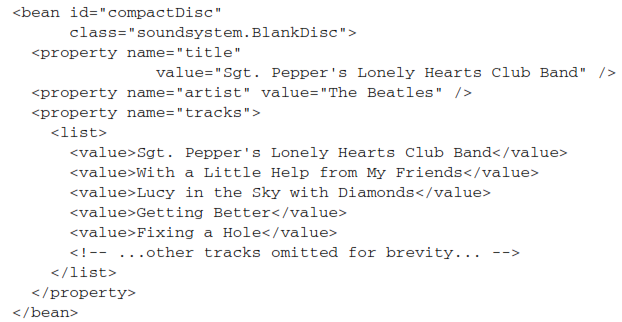 <bean id="compactDisc"
      class="soundsystem.BlankDisc">
  <property name="title"
               value="Sgt. Pepper's Lonely Hearts Club Band" />
  <property name="artist" value="The Beatles" />
  <property name="tracks">
    <list>
      <value>Sgt. Pepper's Lonely Hearts Club Band</value>
      <value>With a Little Help from My Friends</value>
      <value>Lucy in the Sky with Diamonds</value>
      <value>Getting Better</value>
      <value>Fixing a Hole</value>
      <!-- ...other tracks omitted for brevity... -->
    </list>
  </property>
</bean>